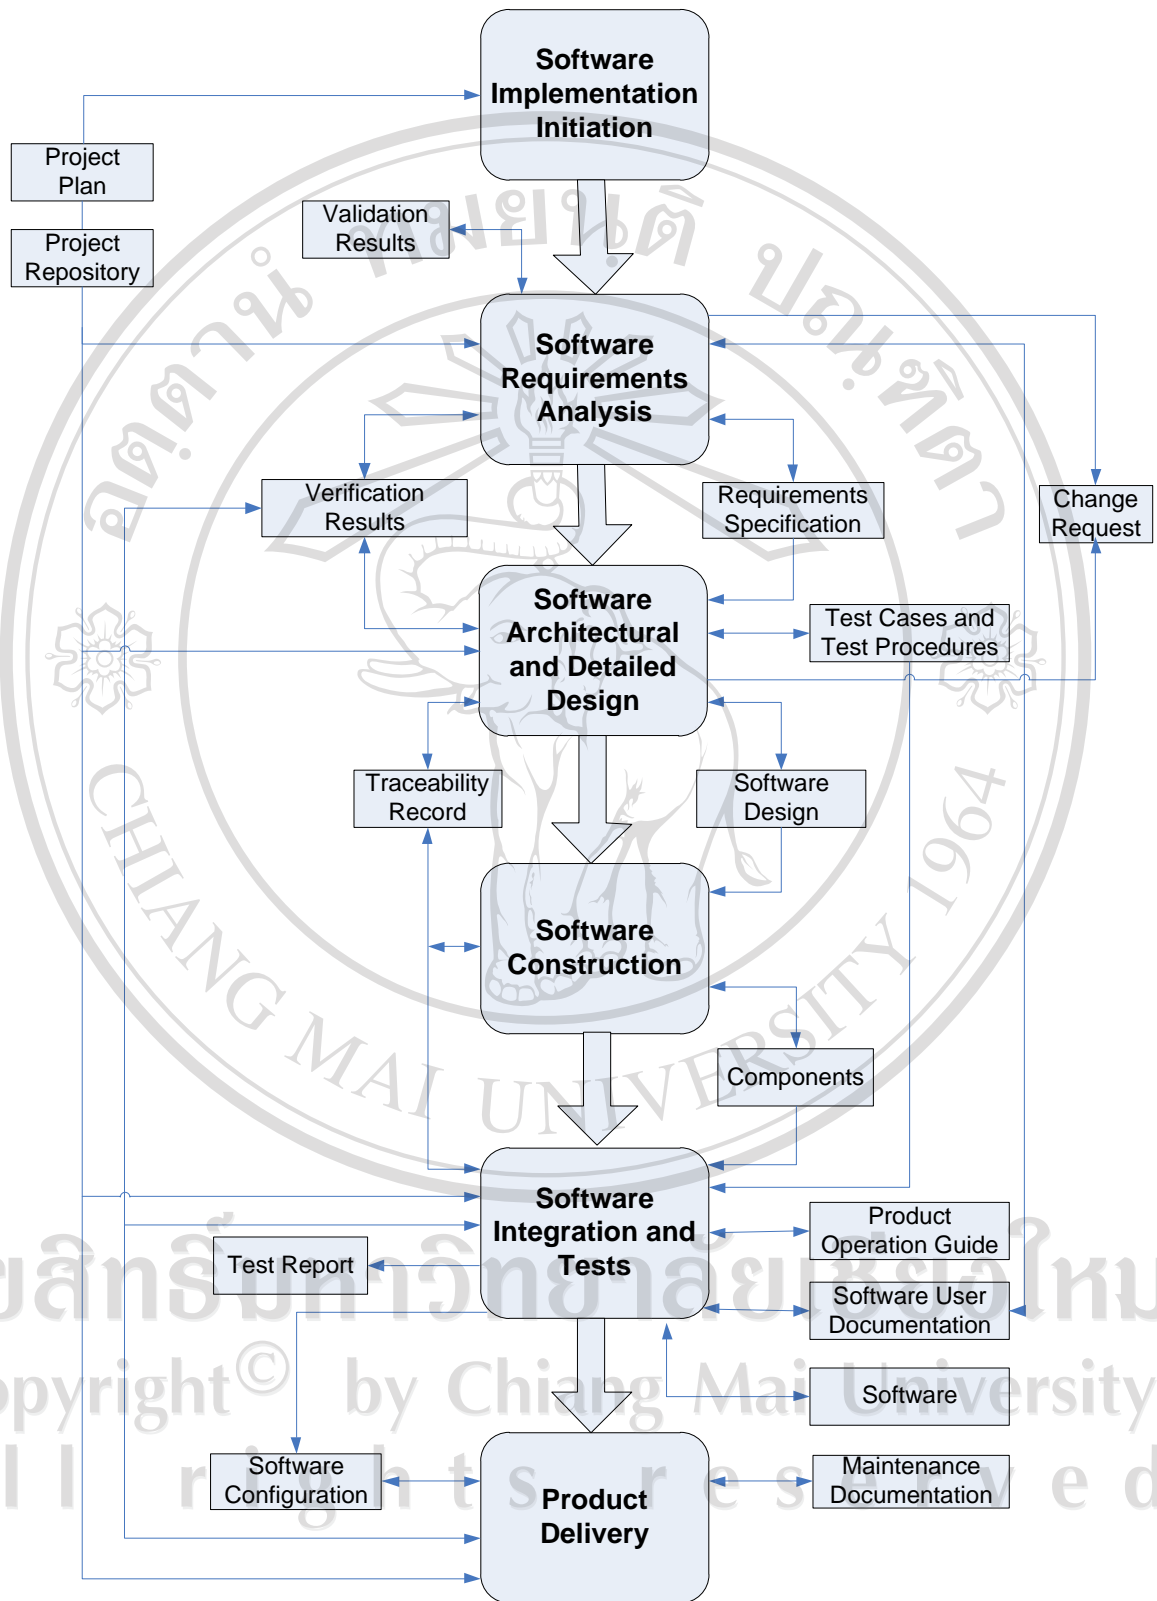 Software
Implementation
Initiation
Project
Plan
Project
Repository
Validation
Results
Software
Requirements
Analysis
Verification
Results
Requirements
Specification
Change
Request
Software
Architectural
and Detailed
Design
Test Cases and
Test Procedures
Traceability
Record
Software
Design
Software
Construction
Components
Software
Integration and
Tests
Product
Operation Guide
Test Report
Software User
Documentation
Software
Software
Configuration
Product
Delivery
Maintenance
Documentation
CHIANG MAI UNIVERSITY 1964
opyright© by Chiang Mai University
l l r i g h t s r e s e r v e d